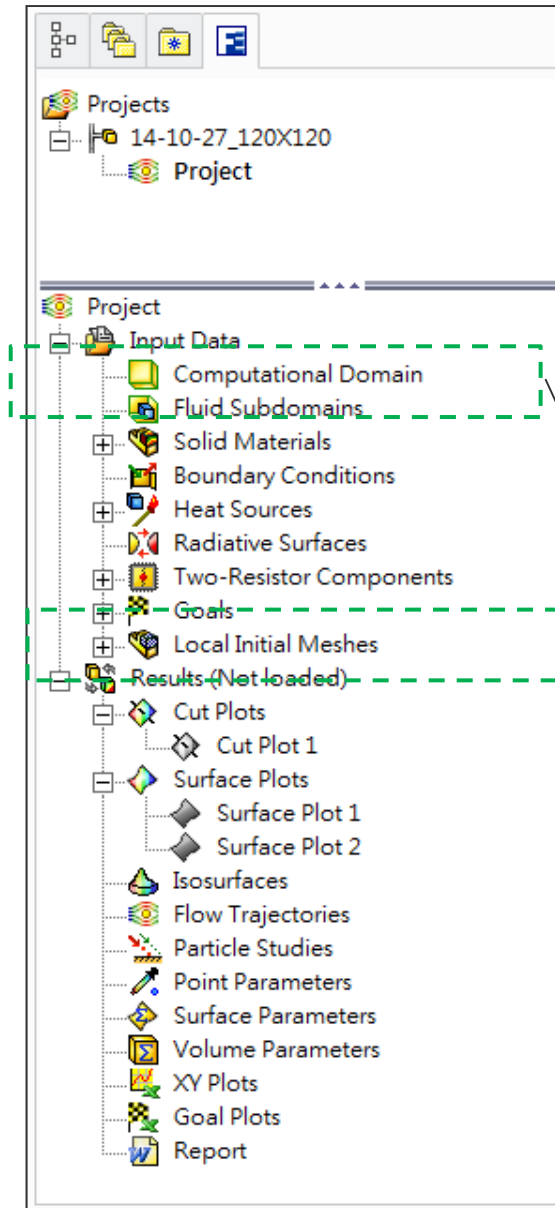 Projects
14-10-27_120X120
Project
Project
Input Data
Computational Domain
Fluid Subdomains
Solid Materials
Boundary Conditions
Heat Sources
Radiative Surfaces
Two-Resistor Components
Goals
Local Initial Meshes
Results (Not loaded)
Cut Plots
Cut Plot 1
Surface Plots
Surface Plot 1
Surface Plot 2
Isosurfaces
Flow Trajectories
Particle Studies
Point Parameters
Surface Parameters
Volume Parameters
XY Plots
Goal Plots
Report